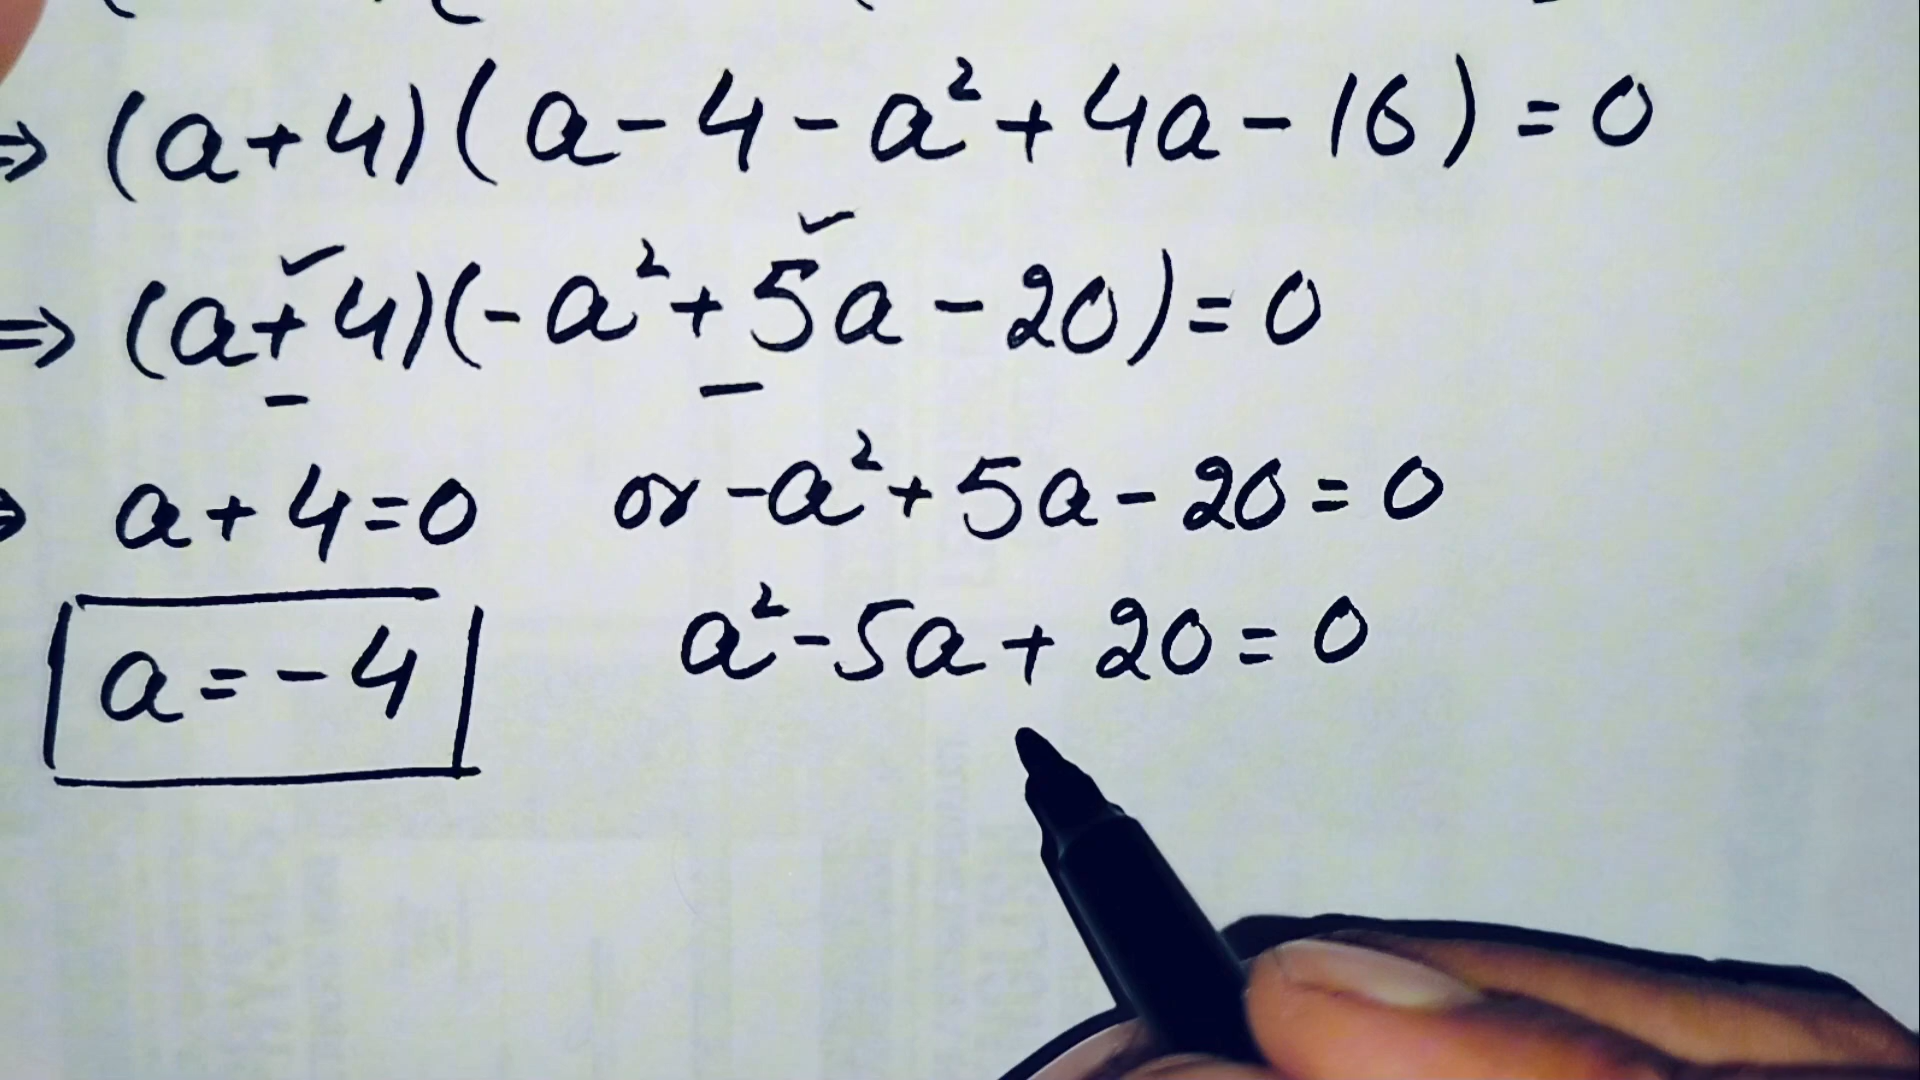 ⇒ (a+4)(a-4-a²+4a-16)=0
⇒ (a+4)(-a²+5a-20)=0
⇒ a+4=0 or -a²+5a-20=0
a=-4 a²-5a+20=0